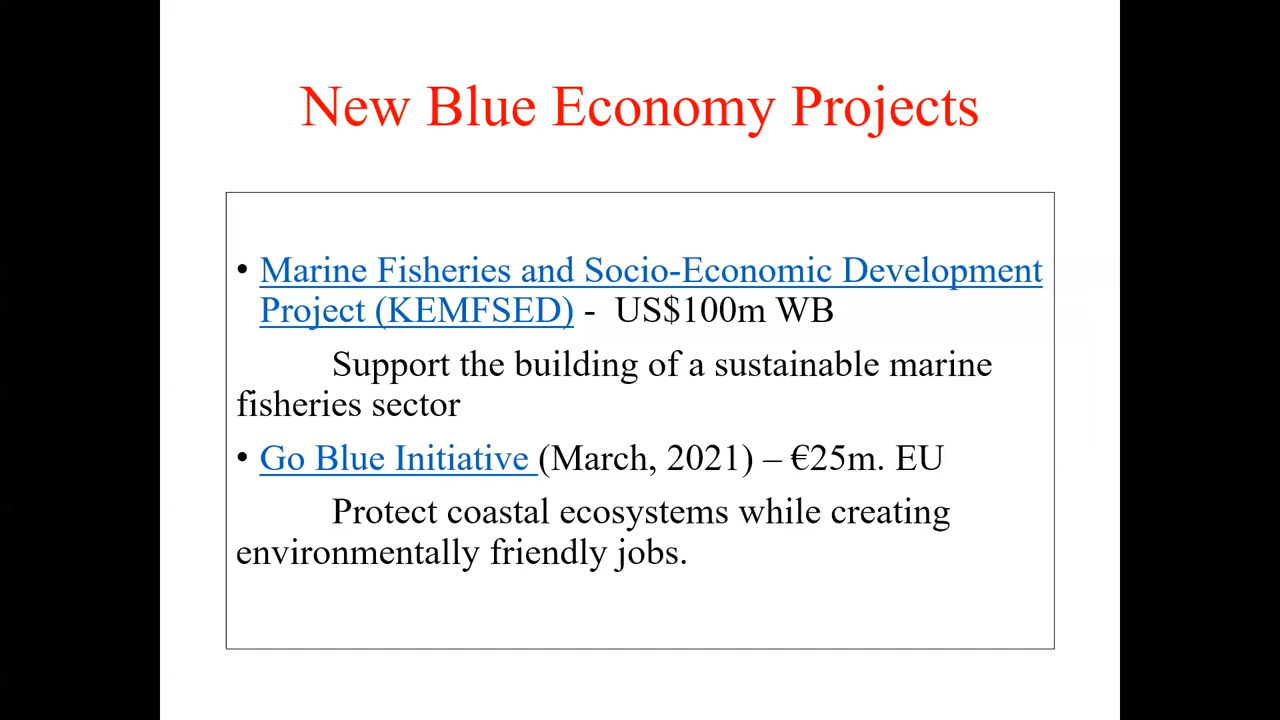 New Blue Economy Projects
• Marine Fisheries and Socio-Economic Development
Project (KEMFSED) - US$100m WB
Support the building of a sustainable marine
fisheries sector
• Go Blue Initiative (March, 2021) – €25m. EU
Protect coastal ecosystems while creating
environmentally friendly jobs.